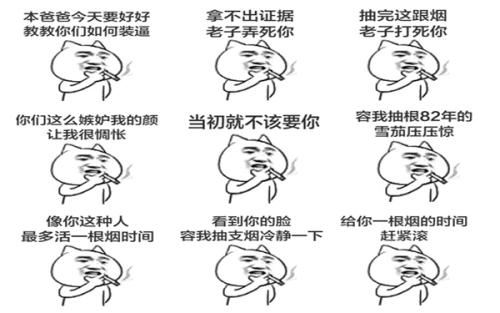 本爸爸今天要好好
教教你们如何装逼
拿不出证据
老子弄死你
抽完这跟烟
老子打死你
你们这么嫉妒我的颜
让我很惆怅
当初就不该要你
容我抽根82年的
雪茄压压惊
像你这种人
最多活一根烟时间
看到你的脸
容我抽支烟冷静一下
给你一根烟的时间
赶紧滚